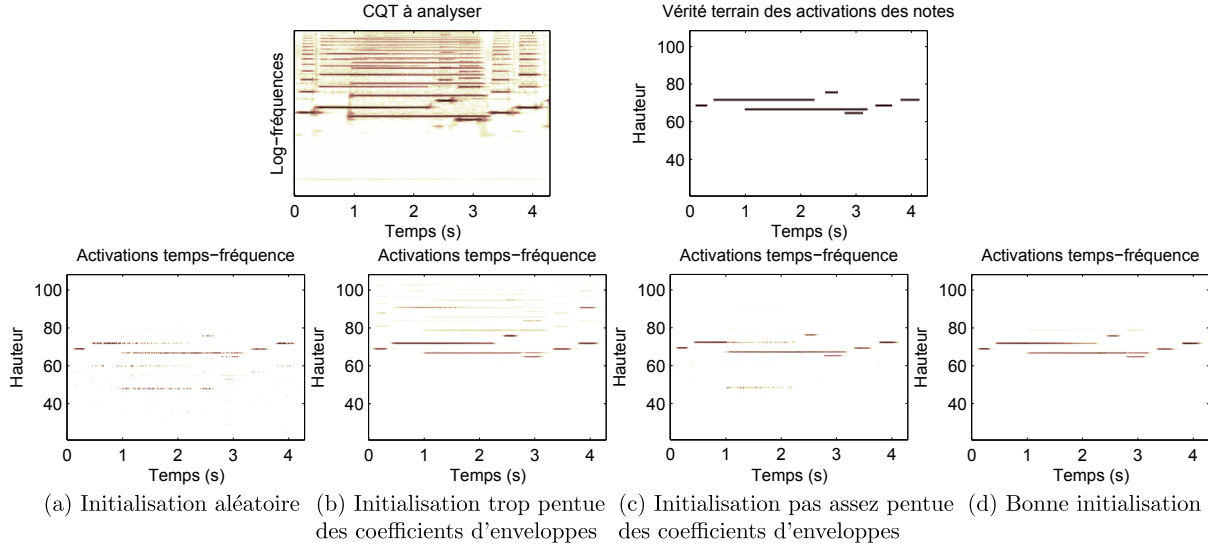 CQT à analyser
Log−fréquences
0 1 2 3 4
Temps (s)
Vérité terrain des activations des notes
Hauteur
100
80
60
40
0 1 2 3 4
Temps (s)
Activations temps−fréquence
Hauteur
100
80
60
40
0 1 2 3 4
Temps (s)
(a) Initialisation aléatoire
Activations temps−fréquence
Hauteur
100
80
60
40
0 1 2 3 4
Temps (s)
(b) Initialisation trop pentue
des coefficients d'enveloppes
Activations temps−fréquence
Hauteur
100
80
60
40
0 1 2 3 4
Temps (s)
(c) Initialisation pas assez pentue
des coefficients d'enveloppes
Activations temps−fréquence
Hauteur
100
80
60
40
0 1 2 3 4
Temps (s)
(d) Bonne initialisation